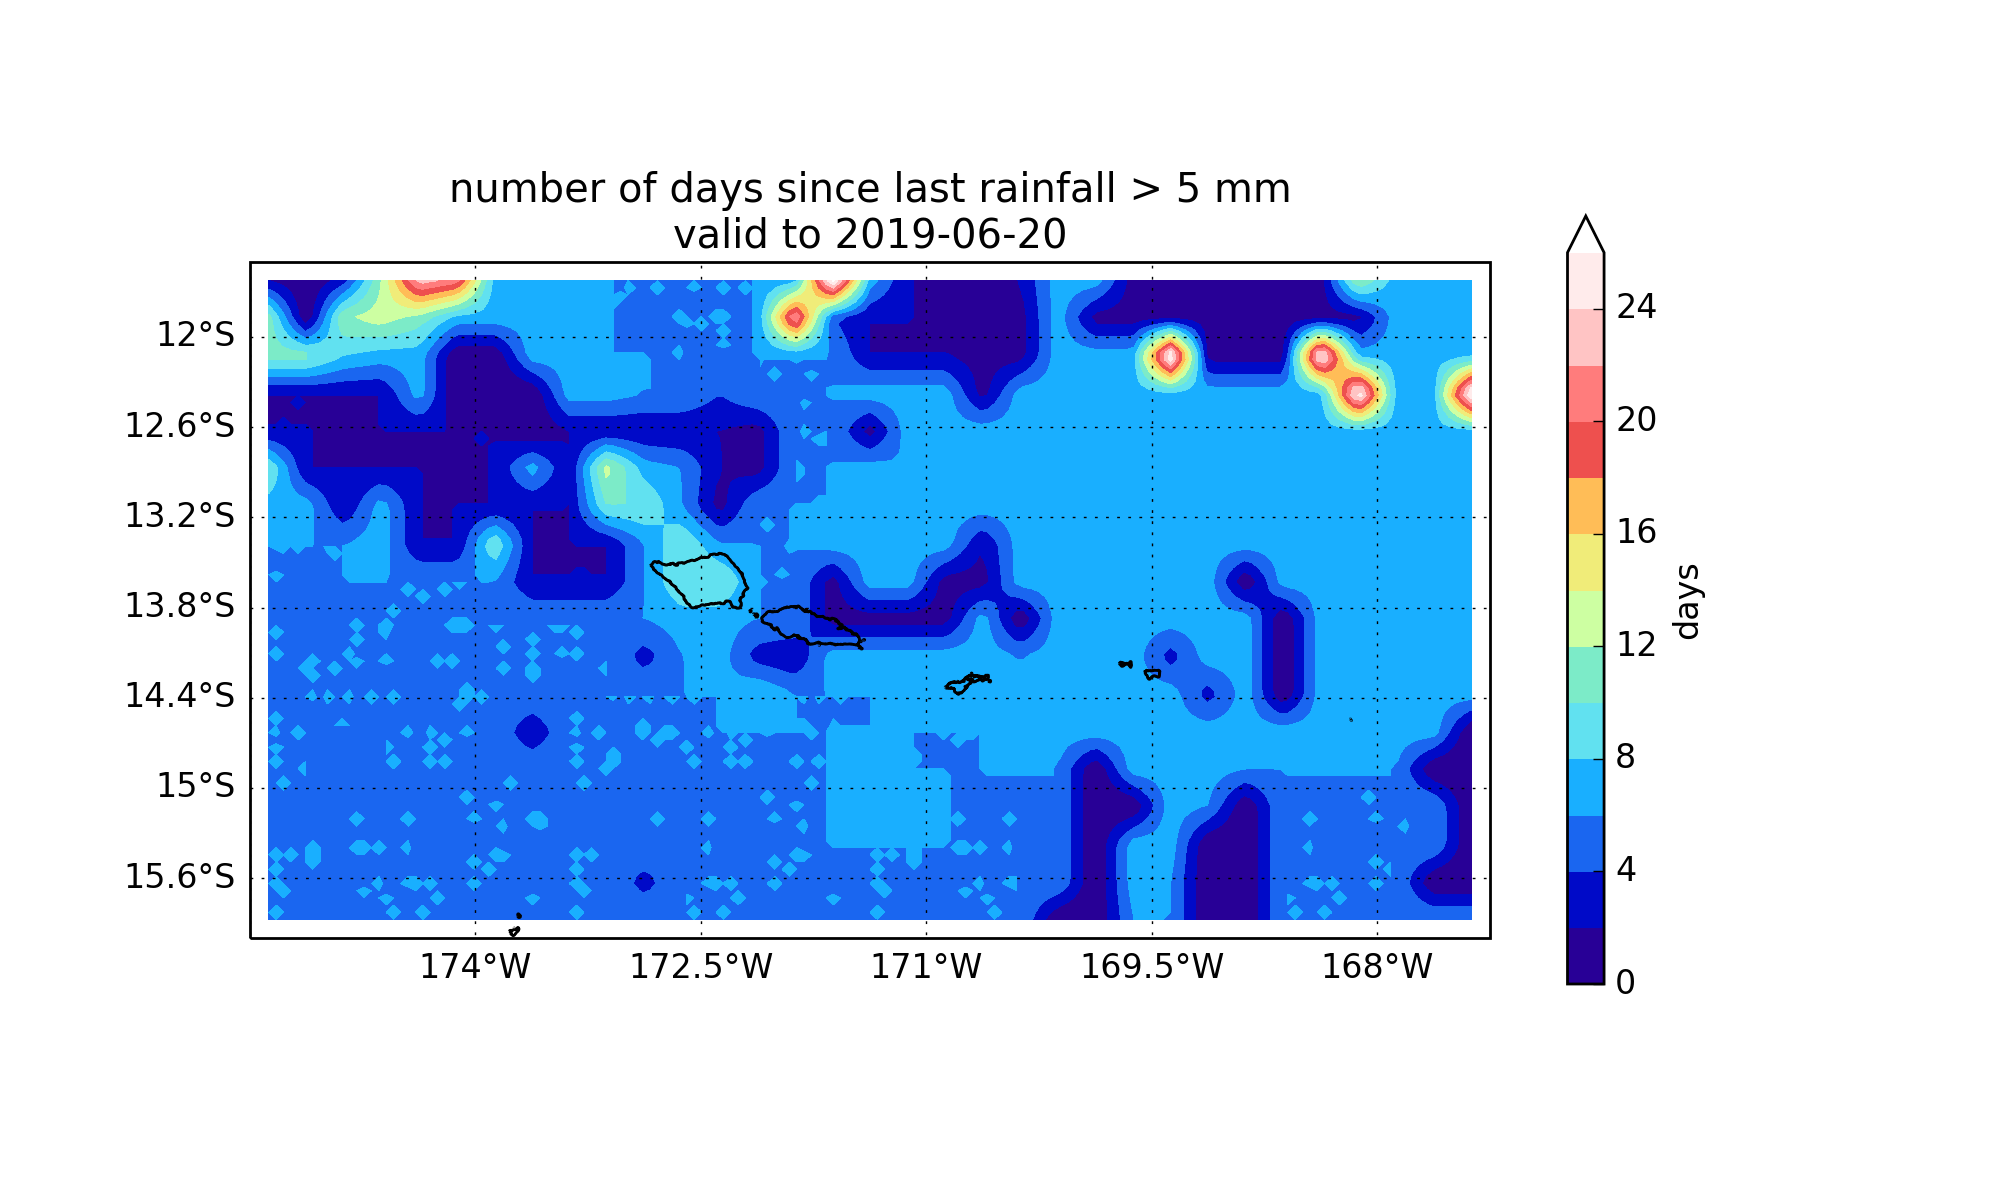 number of days since last rainfall > 5 mm
valid to 2019-06-20
12°S
12.6°S
13.2°S
13.8°S
14.4°S
15°S
15.6°S
174°W
172.5°W
171°W
169.5°W
168°W
24
20
16
12
8
4
0
days